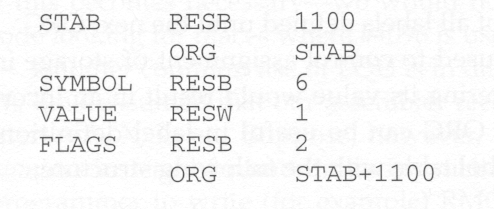 STAB RESB 1100
ORG STAB
SYMBOL RESB 6
VALUE RESW 1
FLAGS RESB 2
ORG STAB+1100